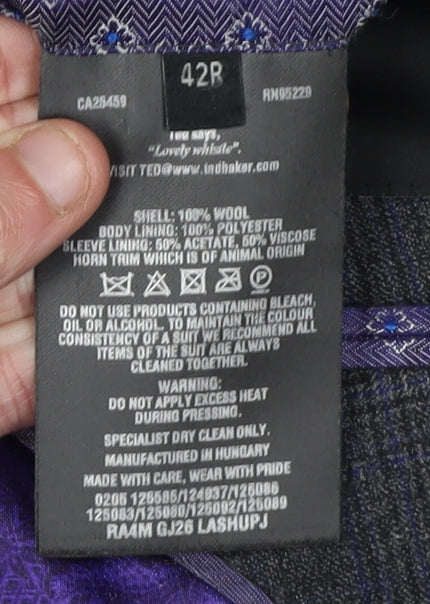 42R
CA25459 RN95229
Ted says,
"Lovely whistle".
VISIT TED@www.tedbaker.com
SHELL: 100% WOOL
BODY LINING: 100% POLYESTER
SLEEVE LINING: 50% ACETATE, 50% VISCOSE
HORN TRIM WHICH IS OF ANIMAL ORIGIN
P
DO NOT USE PRODUCTS CONTAINING BLEACH,
OIL OR ALCOHOL. TO MAINTAIN THE COLOUR
CONSISTENCY OF A SUIT WE RECOMMEND ALL
ITEMS OF THE SUIT ARE ALWAYS
CLEANED TOGETHER.
WARNING:
DO NOT APPLY EXCESS HEAT
DURING PRESSING.
SPECIALIST DRY CLEAN ONLY.
MANUFACTURED IN HUNGARY
MADE WITH CARE, WEAR WITH PRIDE
0205 126585/124937/125086
125063/125080/125092/125089
RA4M GJ26 LASHUPJ